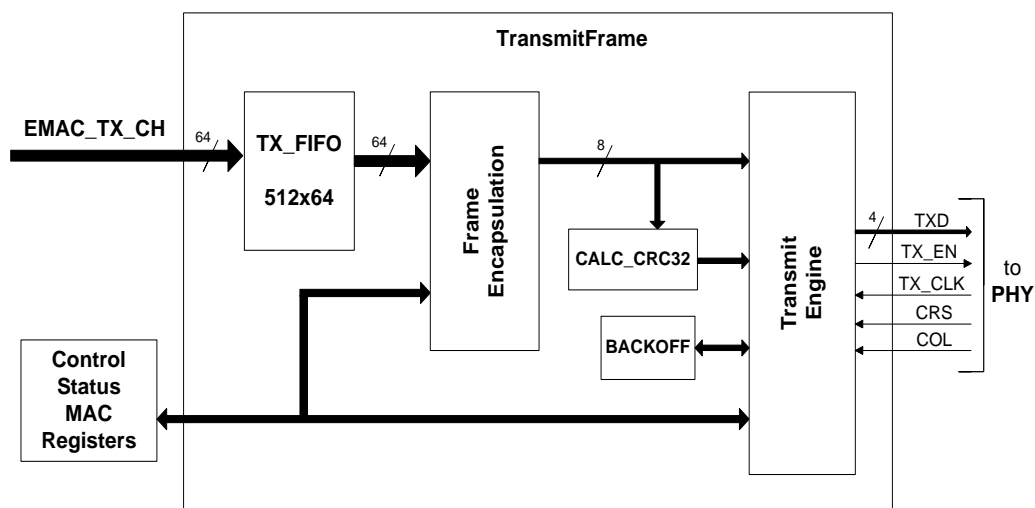 TransmitFrame
EMAC_TX_CH
64
TX_FIFO
512x64
64
Frame
Encapsulation
8
CALC_CRC32
BACKOFF
Transmit
Engine
4
TXD
TX_EN
TX_CLK
CRS
COL
to
PHY
Control
Status
MAC
Registers